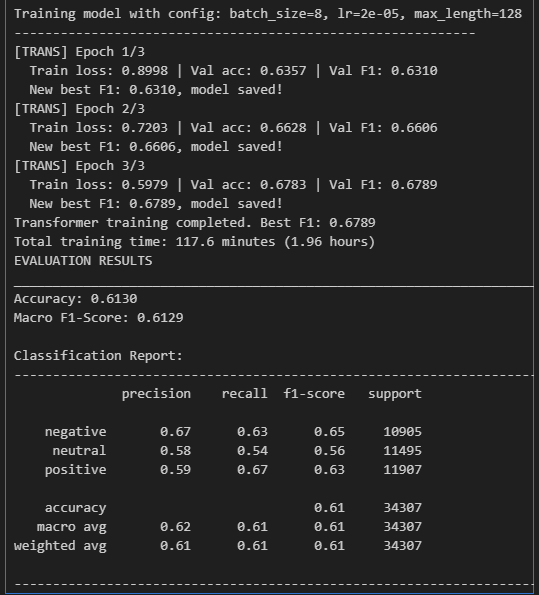 Training model with config: batch_size=8, lr=2e-05, max_length=128
------------------------------------------------------------
[TRANS] Epoch 1/3
  Train loss: 0.8998 | Val acc: 0.6357 | Val F1: 0.6310
  New best F1: 0.6310, model saved!
[TRANS] Epoch 2/3
  Train loss: 0.7203 | Val acc: 0.6628 | Val F1: 0.6606
  New best F1: 0.6606, model saved!
[TRANS] Epoch 3/3
  Train loss: 0.5979 | Val acc: 0.6783 | Val F1: 0.6789
  New best F1: 0.6789, model saved!
Transformer training completed. Best F1: 0.6789
Total training time: 117.6 minutes (1.96 hours)
EVALUATION RESULTS
____________________________________________________________________
Accuracy: 0.6130
Macro F1-Score: 0.6129
Classification Report:
--------------------------------------------------------------------
              precision    recall  f1-score   support
    negative       0.67      0.63      0.65     10905
     neutral       0.58      0.54      0.56     11495
    positive       0.59      0.67      0.63     11907
    accuracy                           0.61     34307
   macro avg       0.62      0.61      0.61     34307
weighted avg       0.61      0.61      0.61     34307
--------------------------------------------------------------------